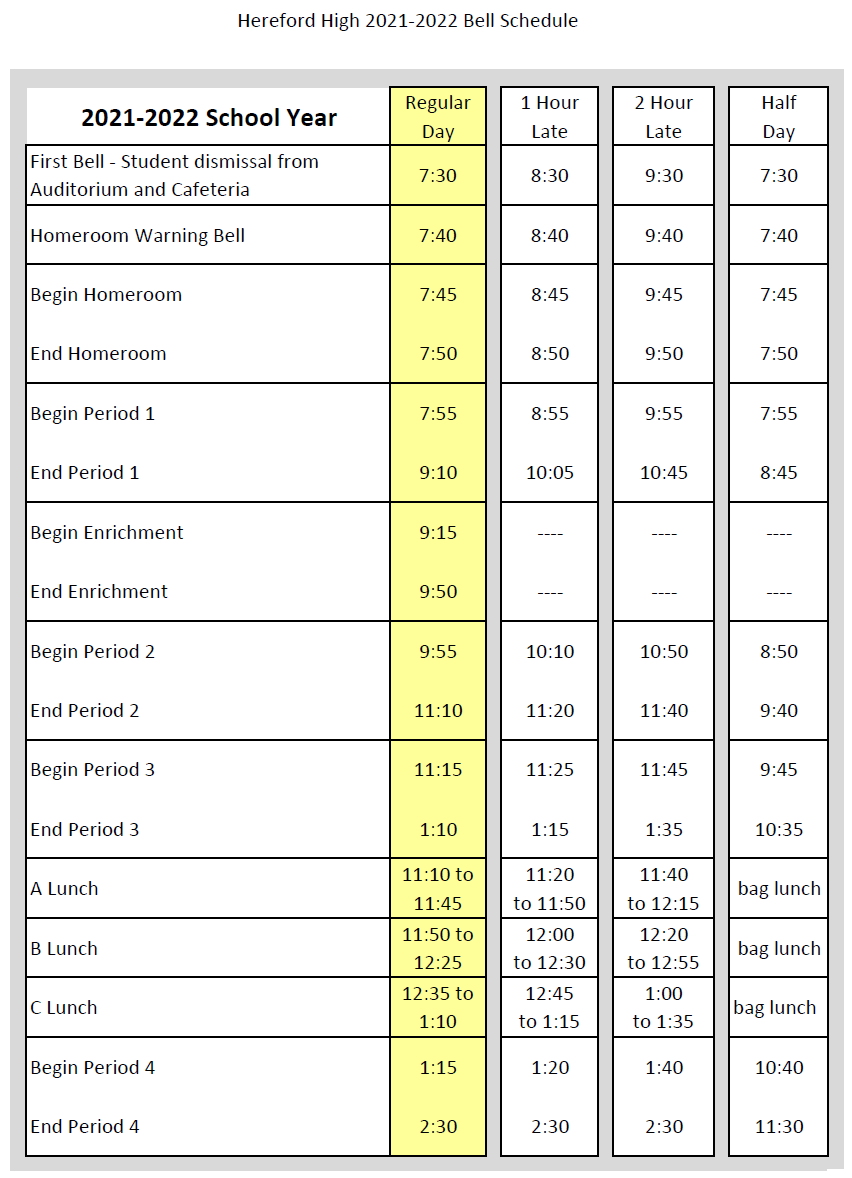 Hereford High 2021-2022 Bell Schedule
2021-2022 School Year
Regular Day
1 Hour Late
2 Hour Late
Half Day
First Bell - Student dismissal from
Auditorium and Cafeteria
7:30 8:30 9:30 7:30
Homeroom Warning Bell 7:40 8:40 9:40 7:40
Begin Homeroom 7:45 8:45 9:45 7:45
End Homeroom 7:50 8:50 9:50 7:50
Begin Period 1 7:55 8:55 9:55 7:55
End Period 1 9:10 10:05 10:45 8:45
Begin Enrichment 9:15 ---- ---- ----
End Enrichment 9:50 ---- ---- ----
Begin Period 2 9:55 10:10 10:50 8:50
End Period 2 11:10 11:20 11:40 9:40
Begin Period 3 11:15 11:25 11:45 9:45
End Period 3 1:10 1:15 1:35 10:35
A Lunch 11:10 to 11:45 11:20 to 11:50 11:40 to 12:15 bag lunch
B Lunch 11:50 to 12:25 12:00 to 12:30 12:20 to 12:55 bag lunch
C Lunch 12:35 to 1:10 12:45 to 1:15 1:00 to 1:35 bag lunch
Begin Period 4 1:15 1:20 1:40 10:40
End Period 4 2:30 2:30 2:30 11:30